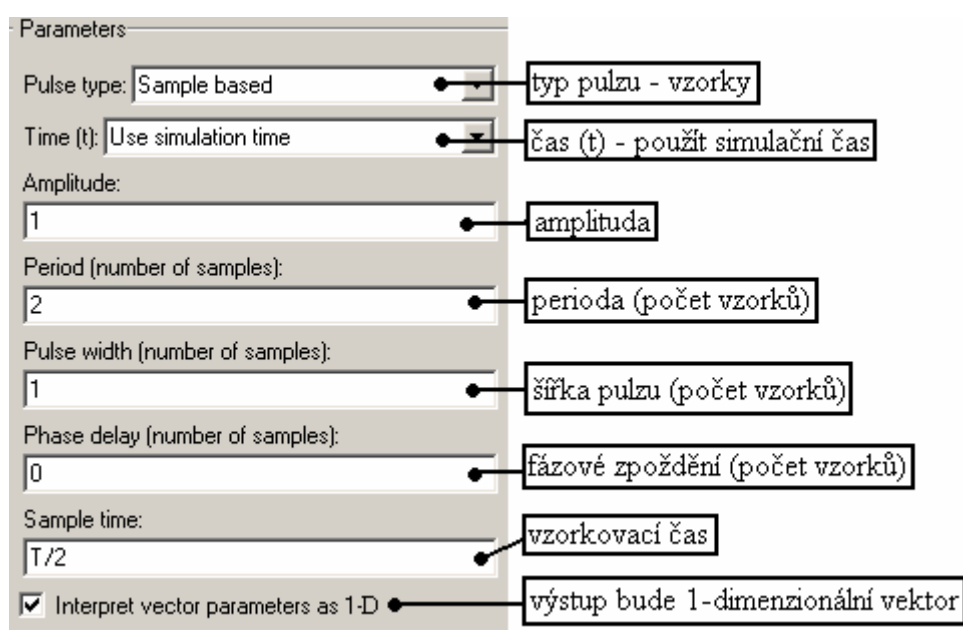 Parameters
Pulse type: Sample based
typ pulzu - vzorky
Time (t): Use simulation time
čas (t) - použít simulační čas
Amplitude:
1
amplituda
Period (number of samples):
2
perioda (počet vzorků)
Pulse width (number of samples):
1
šířka pulzu (počet vzorků)
Phase delay (number of samples):
0
fázové zpoždění (počet vzorků)
Sample time:
T/2
vzorkovací čas
Interpret vector parameters as 1-D
výstup bude 1-dimenzionální vektor